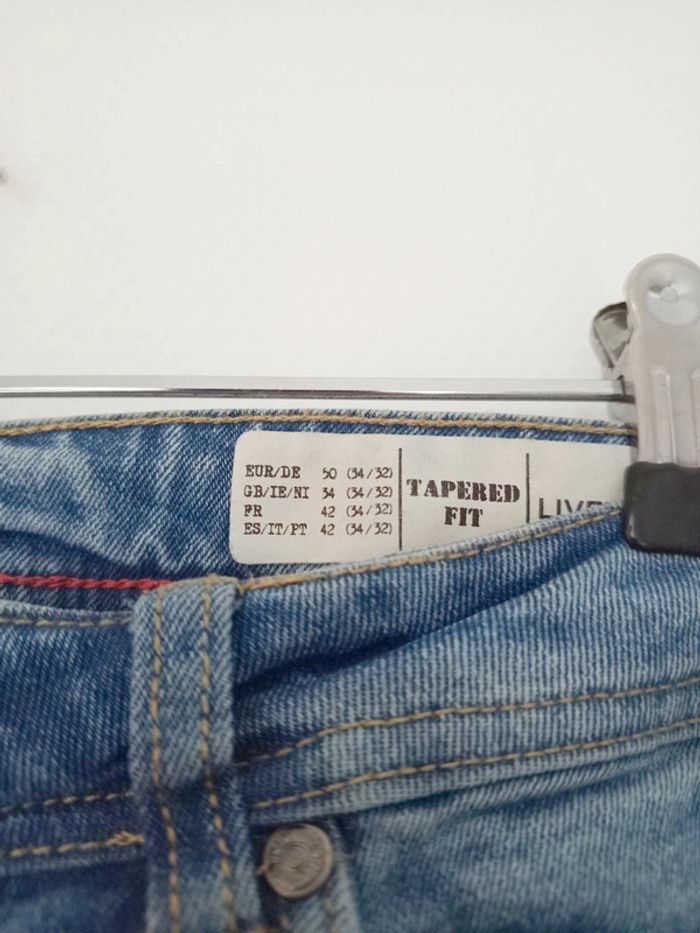 EUR/DE 50 (34/32)
GB/IE/NI 34 (34/32)
FR 42 (34/32)
ES/IT/PT 42 (34/32)
TAPERED
FIT